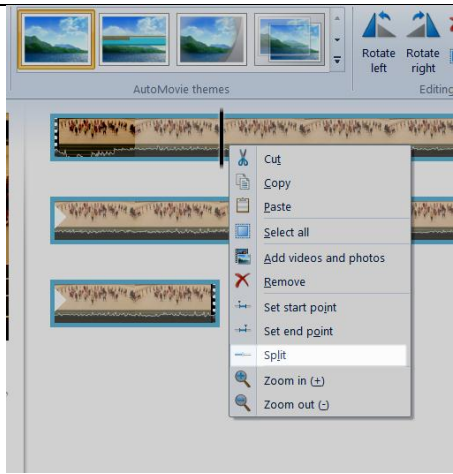 Rotate left
Rotate right
AutoMovie themes
Editing
Cut
Copy
Paste
Select all
Add videos and photos
Remove
Set start point
Set end point
Split
Zoom in (+)
Zoom out (-)